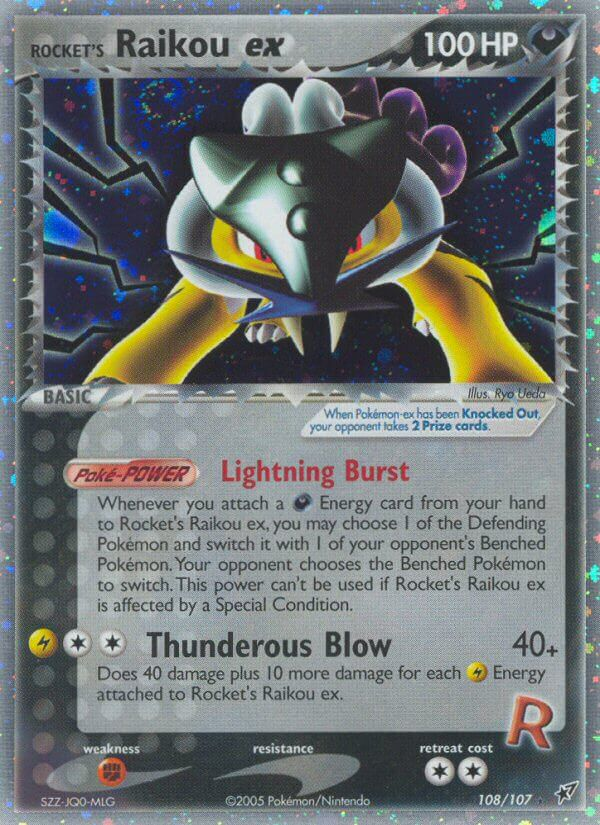 ROCKET'S Raikou ex 100 HP
BASIC
Illus. Ryo Ueda
When Pokémon-ex has been Knocked Out,
your opponent takes 2 Prize cards.
Poké-POWER Lightning Burst
Whenever you attach a Energy card from your hand
to Rocket's Raikou ex, you may choose 1 of the Defending
Pokémon and switch it with 1 of your opponent's Benched
Pokémon. Your opponent chooses the Benched Pokémon
to switch. This power can't be used if Rocket's Raikou ex
is affected by a Special Condition.
Thunderous Blow 40+
Does 40 damage plus 10 more damage for each Energy
attached to Rocket's Raikou ex.
R
weakness resistance retreat cost
SZZ-JQ0-MLG ©2005 Pokémon/Nintendo 108/107